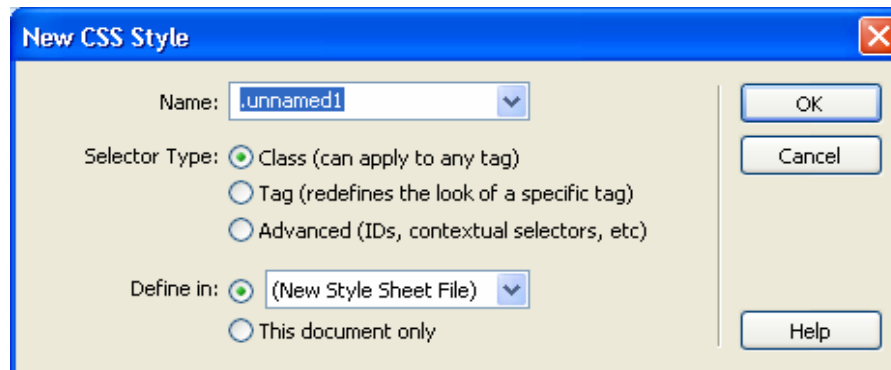 New CSS Style
Name: .unnamed1
OK
Selector Type: Class (can apply to any tag)
Cancel
Tag (redefines the look of a specific tag)
Advanced (IDs, contextual selectors, etc)
Define in: (New Style Sheet File)
This document only
Help